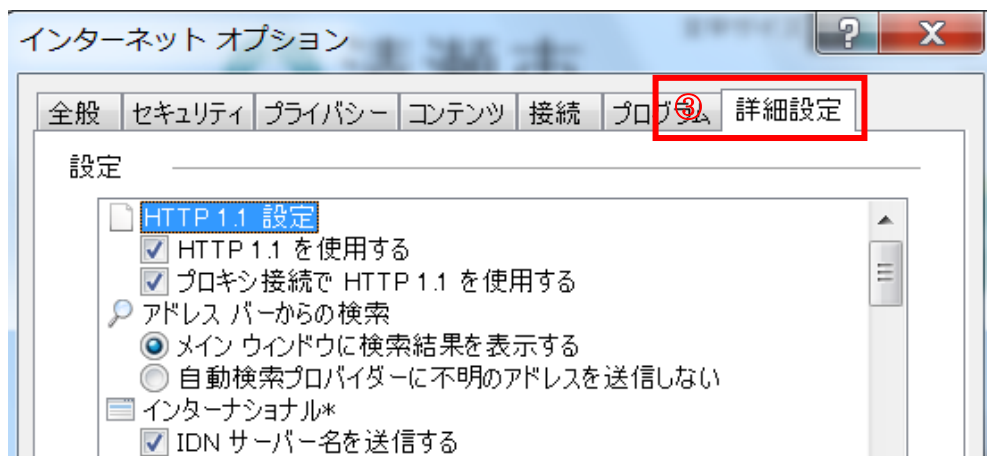 インターネット オプション
? X
全般 セキュリティ プライバシー コンテンツ 接続 プログラム ③ 詳細設定
設定
HTTP 1.1 設定
HTTP 1.1 を使用する
プロキシ接続で HTTP 1.1 を使用する
アドレス バーからの検索
メイン ウィンドウに検索結果を表示する
自動検索プロバイダーに不明のアドレスを送信しない
インターナショナル*
IDN サーバー名を送信する